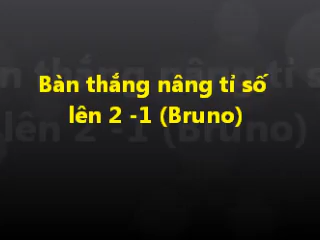 Bàn thắng nâng tỉ số
lên 2 -1 (Bruno)